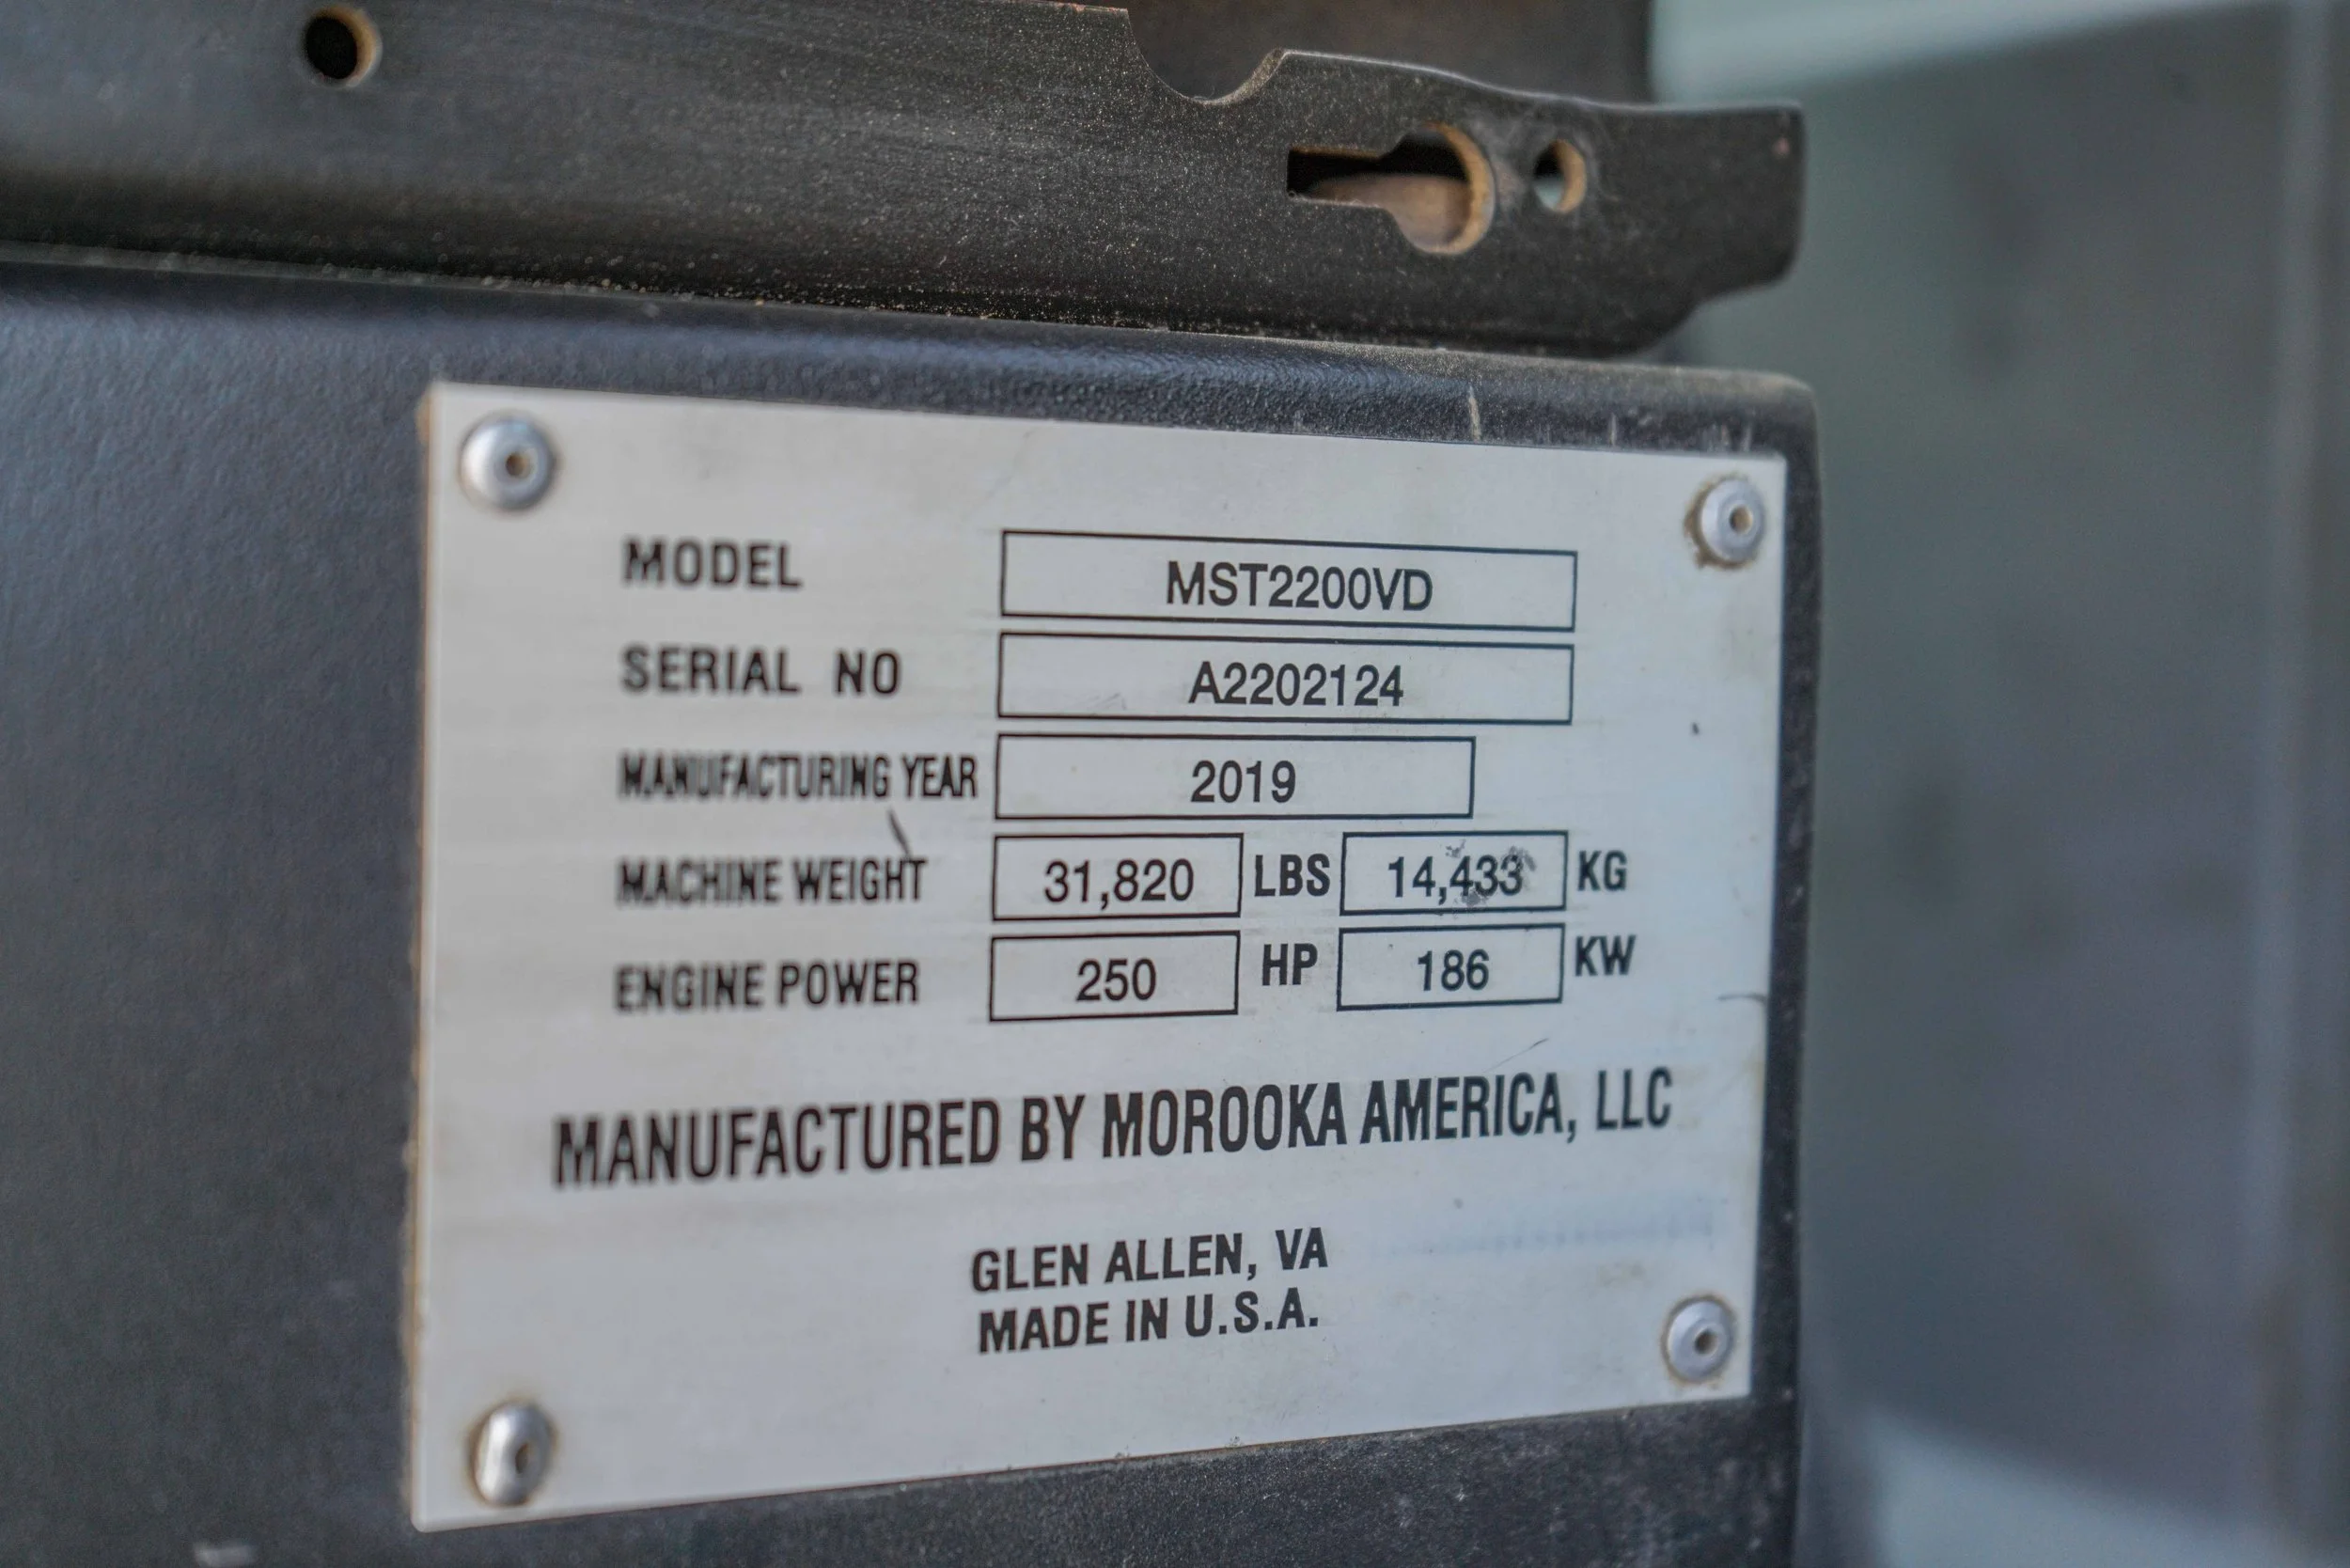 MODEL MST2200VD
SERIAL NO A2202124
MANUFACTURING YEAR 2019
MACHINE WEIGHT 31,820 LBS 14,433 KG
ENGINE POWER 250 HP 186 KW
MANUFACTURED BY MOROOKA AMERICA, LLC
GLEN ALLEN, VA
MADE IN U.S.A.